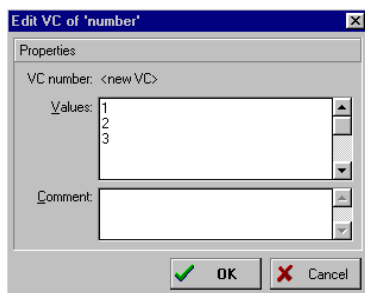 Edit VC of 'number'
Properties
VC number: <new VC>
Values: 1
2
3
Comment:
OK Cancel